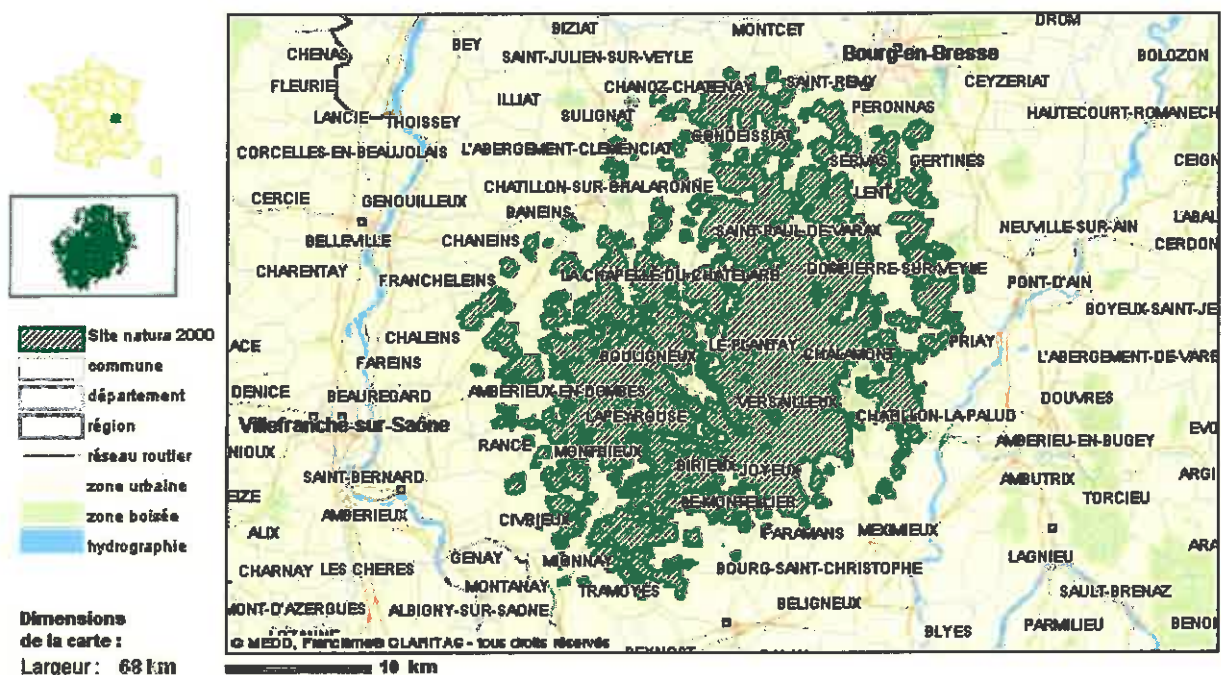 DROM
BIZIAT
MONTCET
BEY
CHENAS
SAINT-JULIEN-SUR-VEYLE
Bourg-en-Bresse
BOLOZON
FLEURIE
CHANOZ-CHATENAY
SAINT-REMY
CEYZERIAT
ILLIAT
PERONNAS
LANCIE
THOISSEY
SULIGNAT
HAUTECOURT-ROMANECH
CONDEISSIAT
CORCELLES-EN-BEAUJOLAIS
L'ABERGEMENT-CLEMENCIAT
SERVAS
CERTINES
CEIGN
CERCIE
GENOUILLEUX
CHATILLON-SUR-CHALARONNE
LENT
BANEINS
L'ABAL
BELLEVILLE
CHANEINS
SAINT-PAUL-DE-VARAX
NEUVILLE-SUR-AIN
CERDON
CHARENTAY
FRANCHELEINS
LA CHAPELLE-DU-CHATELARD
DOMPIERRE-SUR-VEYLE
PONT-D'AIN
BOYEUX-SAINT-JE
CHALEINS
ACE
FAREINS
BOULIGNEUX
LE-PLANTAY
CHALAMONT
PRIAY
L'ABERGEMENT-DE-VARE
DENICE
BEAUREGARD
AMBERIEUX-EN-DOMBES
VERSAILLEUX
DOUVRES
Villefranche-sur-Saône
LAPEYROUSE
CHATILLON-LA-PALUD
EVO
NIOUX
RANCE
MONTHIEUX
BIRIEUX
JOYEUX
AMBERIEU-EN-BUGEY
SAINT-BERNARD
AMBUTRIX
ARGI
EIZE
AMBERIEUX
CIVRIEUX
LE-MONTELLIER
TORCIEU
ALIX
FARAMANS
MEXIMIEUX
ARA
CHARNAY
LES CHERES
GENAY
MIONNAY
BOURG-SAINT-CHRISTOPHE
LAGNIEU
MONTANAY
TRAMOYES
SAULT-BRENAZ
MONT-D'AZERGUES
ALBIGNY-SUR-SAONE
BELIGNEUX
BLYES
PARMILIEU
BENO
© MEDD, France - tous droits réservés
Site natura 2000
commune
département
région
réseau routier
zone urbaine
zone boisée
hydrographie
Dimensions
de la carte :
Largeur : 68 km
10 km